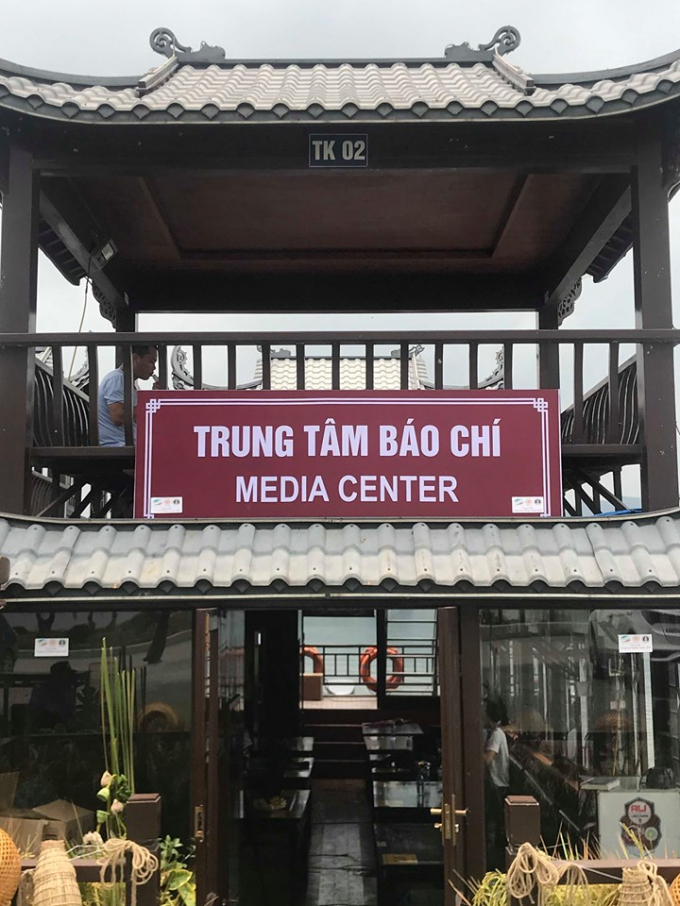 TK 02
TRUNG TÂM BÁO CHÍ
MEDIA CENTER